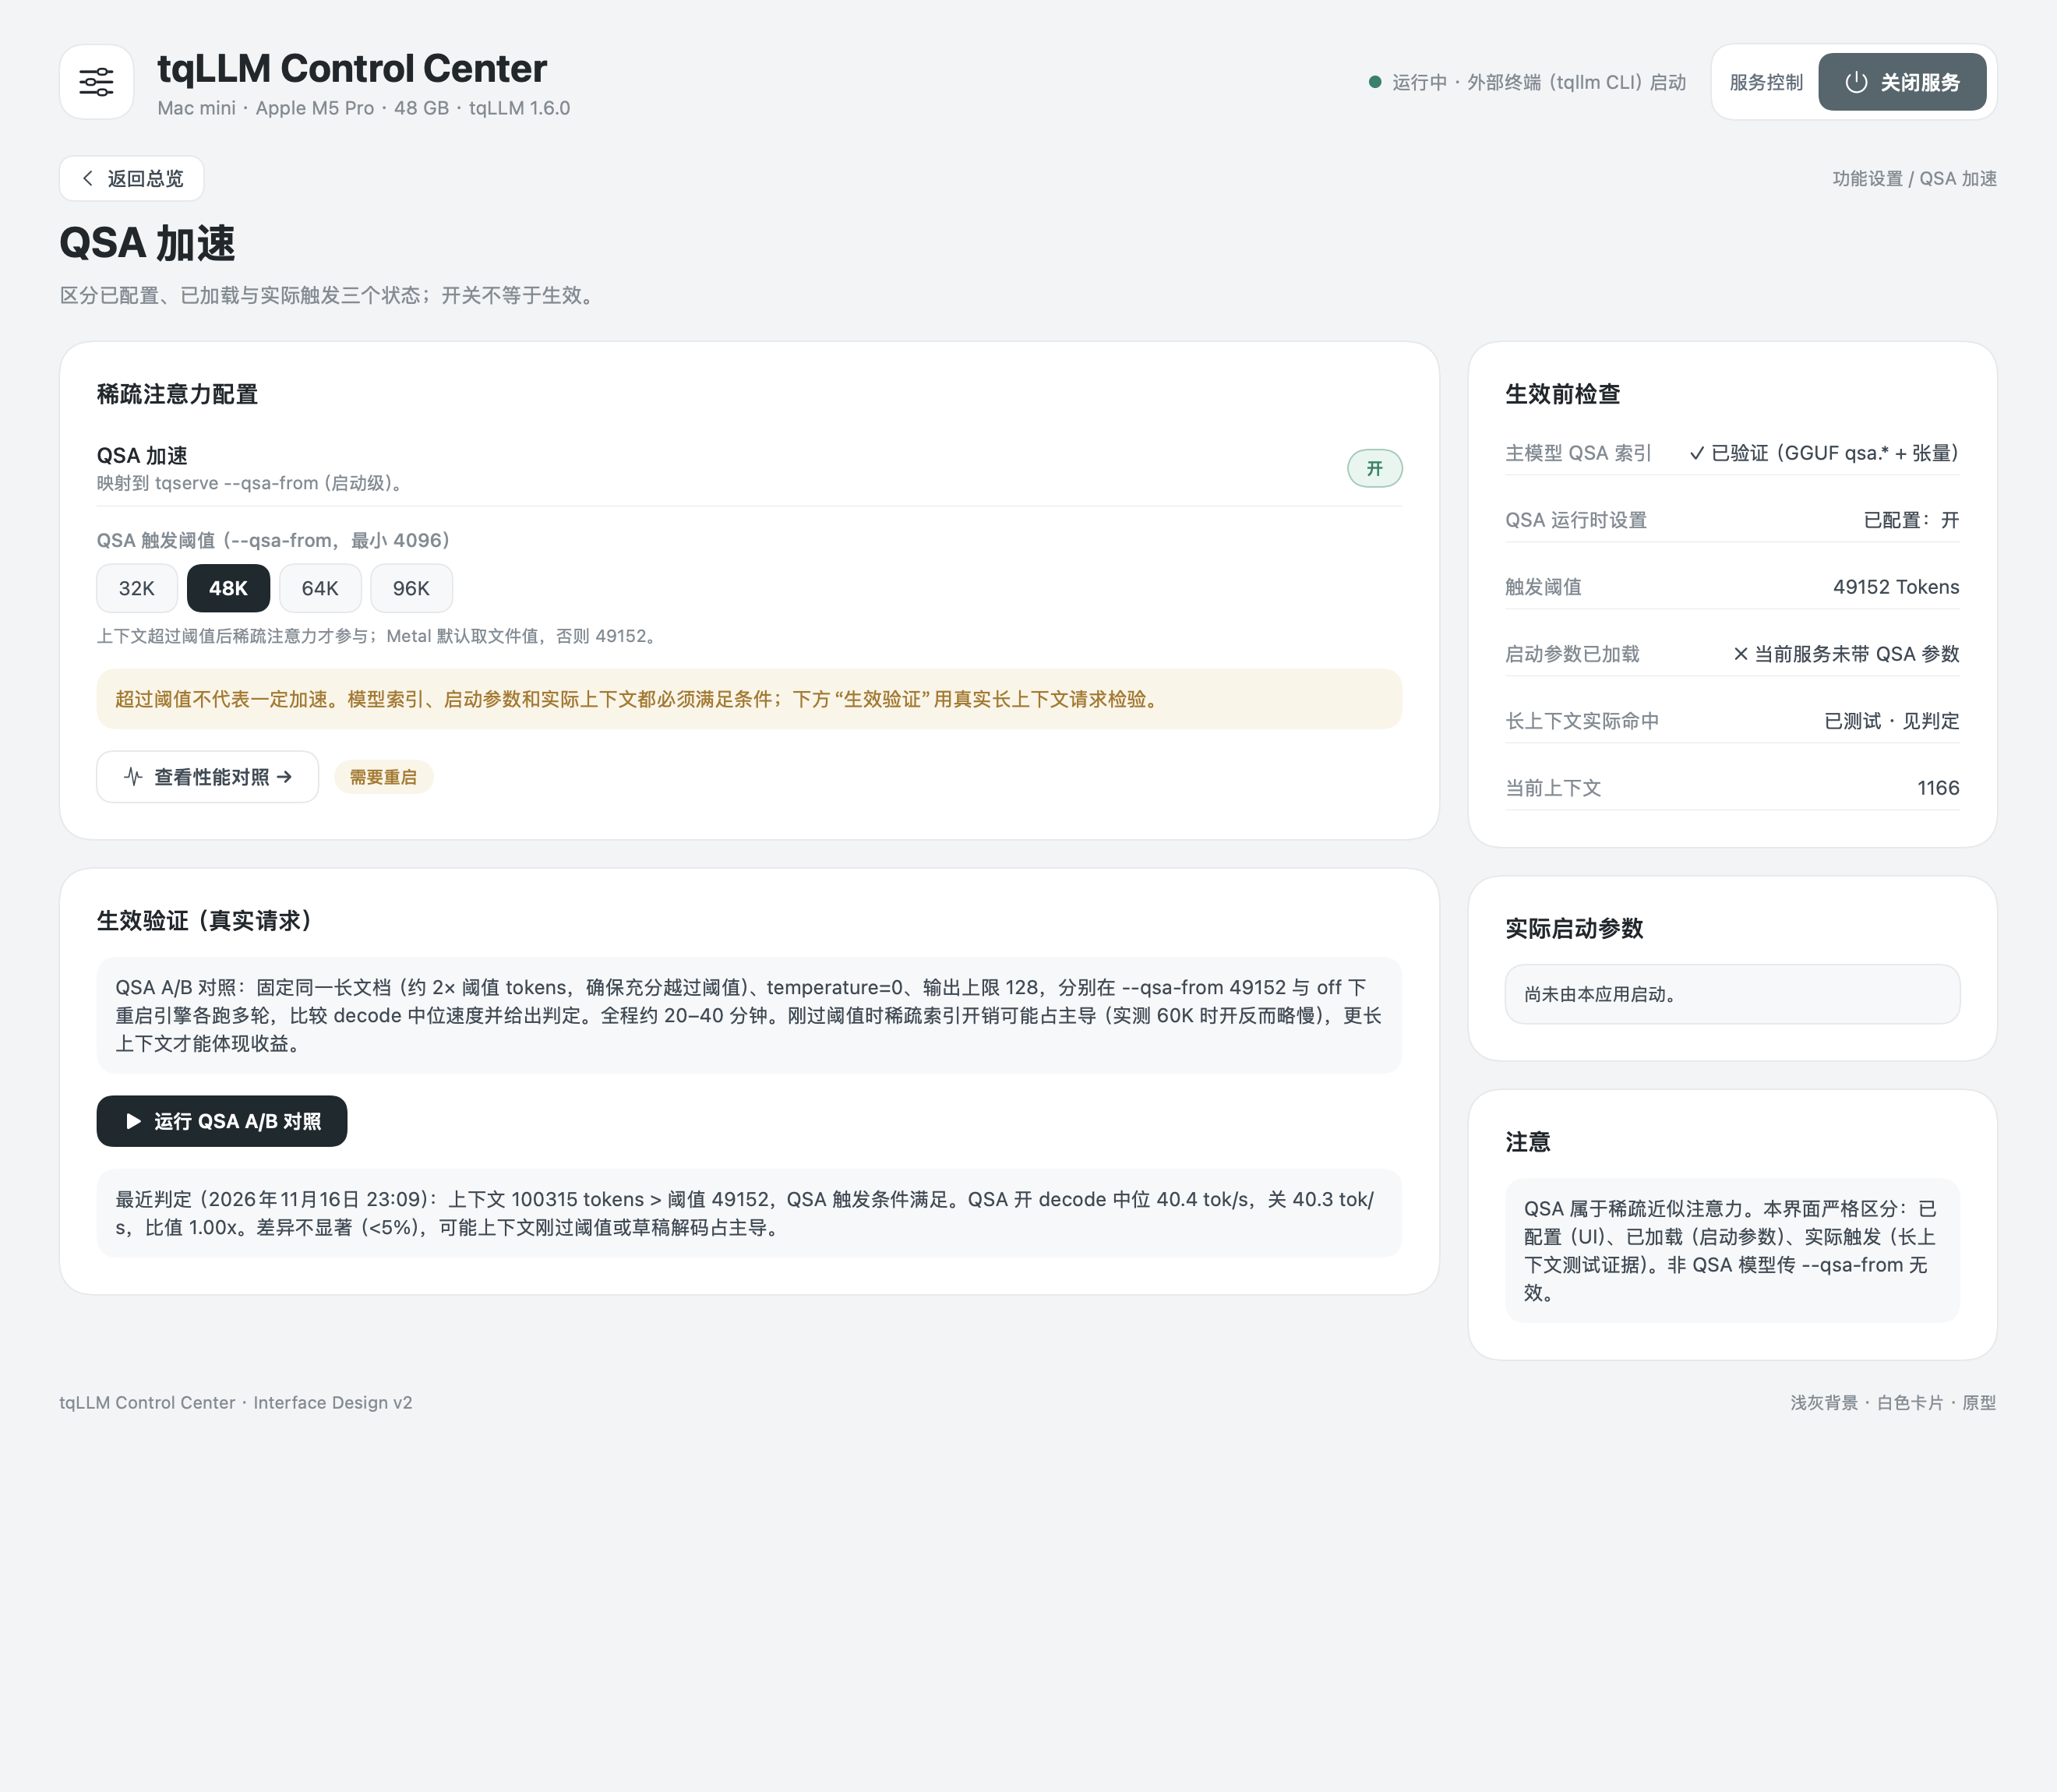 tqLLM Control Center
Mac mini · Apple M5 Pro · 48 GB · tqLLM 1.6.0
运行中 · 外部终端（tqllm CLI）启动
服务控制
关闭服务
返回总览
功能设置 / QSA 加速
QSA 加速
区分已配置、已加载与实际触发三个状态；开关不等于生效。
稀疏注意力配置
QSA 加速
映射到 tqserve --qsa-from（启动级）。
开
QSA 触发阈值（--qsa-from，最小 4096）
32K
48K
64K
96K
上下文超过阈值后稀疏注意力才参与；Metal 默认取文件值，否则 49152。
超过阈值不代表一定加速。模型索引、启动参数和实际上下文都必须满足条件；下方“生效验证”用真实长上下文请求检验。
查看性能对照 →
需要重启
生效验证（真实请求）
QSA A/B 对照：固定同一长文档（约 2× 阈值 tokens，确保充分越过阈值）、temperature=0、输出上限 128，分别在 --qsa-from 49152 与 off 下
重启引擎各跑多轮，比较 decode 中位速度并给出判定。全程约 20–40 分钟。刚过阈值时稀疏索引开销可能占主导（实测 60K 时开反而略慢），更长
上下文才能体现收益。
运行 QSA A/B 对照
最近判定（2026年11月16日 23:09）：上下文 100315 tokens > 阈值 49152，QSA 触发条件满足。QSA 开 decode 中位 40.4 tok/s，关 40.3 tok/
s，比值 1.00x。差异不显著（<5%），可能上下文刚过阈值或草稿解码占主导。
生效前检查
主模型 QSA 索引 ✓ 已验证（GGUF qsa.* + 张量）
QSA 运行时设置 已配置：开
触发阈值 49152 Tokens
启动参数已加载 ✕ 当前服务未带 QSA 参数
长上下文实际命中 已测试 · 见判定
当前上下文 1166
实际启动参数
尚未由本应用启动。
注意
QSA 属于稀疏近似注意力。本界面严格区分：已
配置（UI）、已加载（启动参数）、实际触发（长上
下文测试证据）。非 QSA 模型传 --qsa-from 无
效。
tqLLM Control Center · Interface Design v2
浅灰背景 · 白色卡片 · 原型